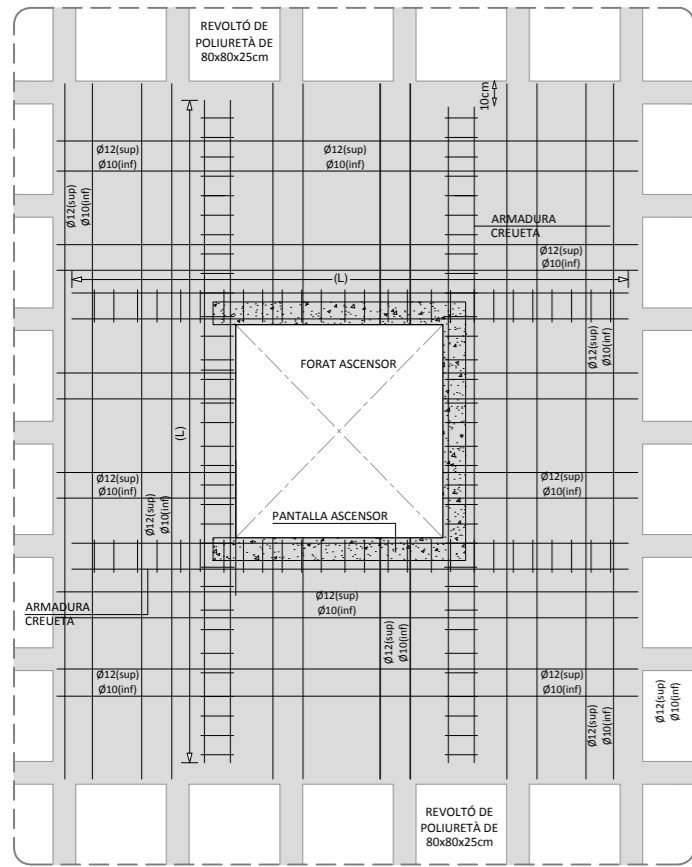 REVOLTÓ DE
POLIURETÀ DE
80x80x25cm
10cm
Ø12(sup)
Ø10(inf)
Ø12(sup)
Ø10(inf)
Ø12(sup)
Ø10(inf)
ARMADURA
CREUETA
Ø12(sup)
Ø10(inf)
(L)
FORAT ASCENSOR
Ø12(sup)
Ø10(inf)
(L)
Ø12(sup)
Ø10(inf)
Ø12(sup)
Ø10(inf)
Ø12(sup)
Ø10(inf)
PANTALLA ASCENSOR
ARMADURA
CREUETA
Ø12(sup)
Ø10(inf)
Ø12(sup)
Ø10(inf)
Ø12(sup)
Ø10(inf)
Ø12(sup)
Ø10(inf)
Ø12(sup)
Ø10(inf)
Ø12(sup)
Ø10(inf)
REVOLTÓ DE
POLIURETÀ DE
80x80x25cm